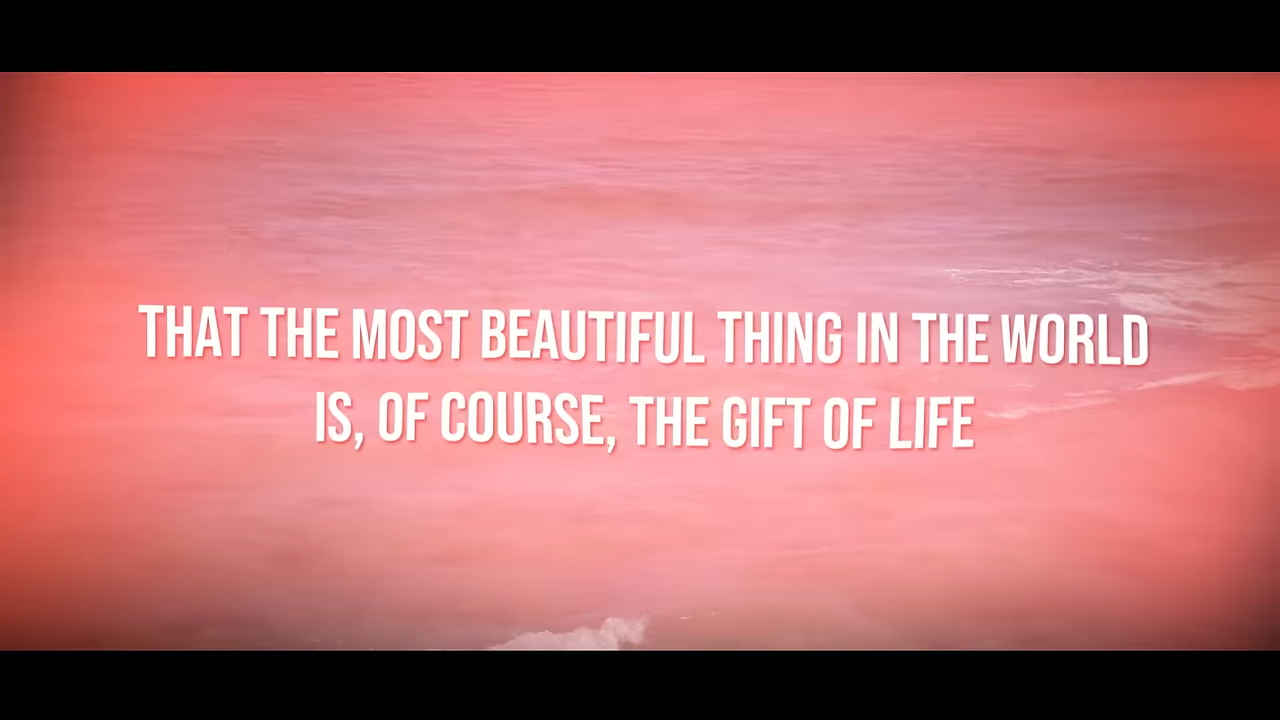 THAT THE MOST BEAUTIFUL THING IN THE WORLD
IS, OF COURSE, THE GIFT OF LIFE